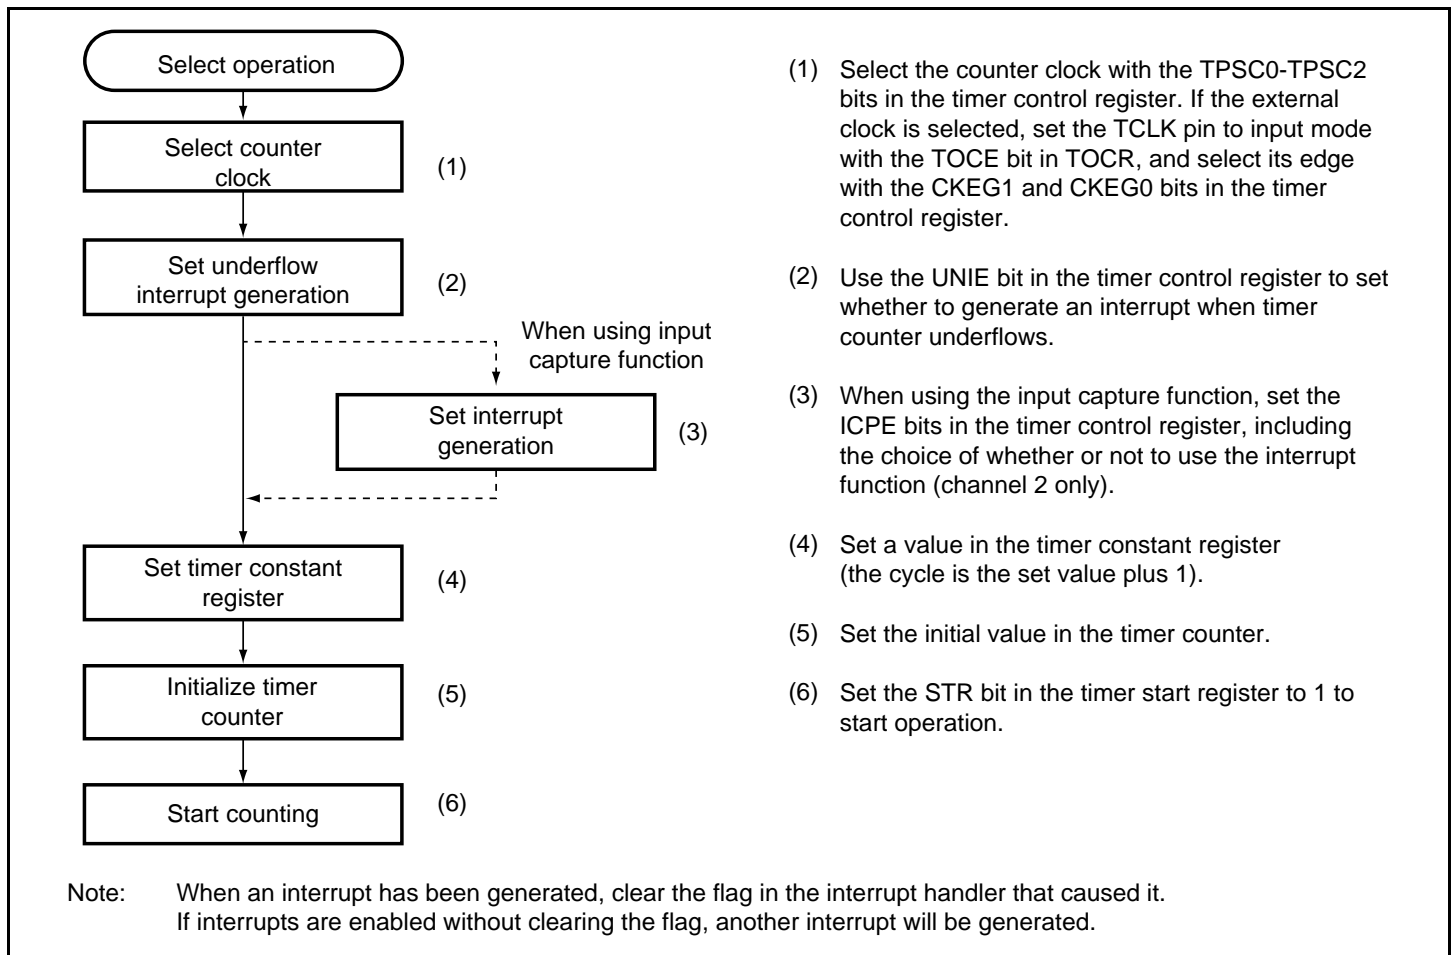 Select operation
Select counter
clock
(1)
Set underflow
interrupt generation
(2)
When using input
capture function
Set interrupt
generation
(3)
Set timer constant
register
(4)
Initialize timer
counter
(5)
Start counting
(6)
(1) Select the counter clock with the TPSC0-TPSC2
bits in the timer control register. If the external
clock is selected, set the TCLK pin to input mode
with the TOCE bit in TOCR, and select its edge
with the CKEG1 and CKEG0 bits in the timer
control register.
(2) Use the UNIE bit in the timer control register to set
whether to generate an interrupt when timer
counter underflows.
(3) When using the input capture function, set the
ICPE bits in the timer control register, including
the choice of whether or not to use the interrupt
function (channel 2 only).
(4) Set a value in the timer constant register
(the cycle is the set value plus 1).
(5) Set the initial value in the timer counter.
(6) Set the STR bit in the timer start register to 1 to
start operation.
Note: When an interrupt has been generated, clear the flag in the interrupt handler that caused it.
If interrupts are enabled without clearing the flag, another interrupt will be generated.